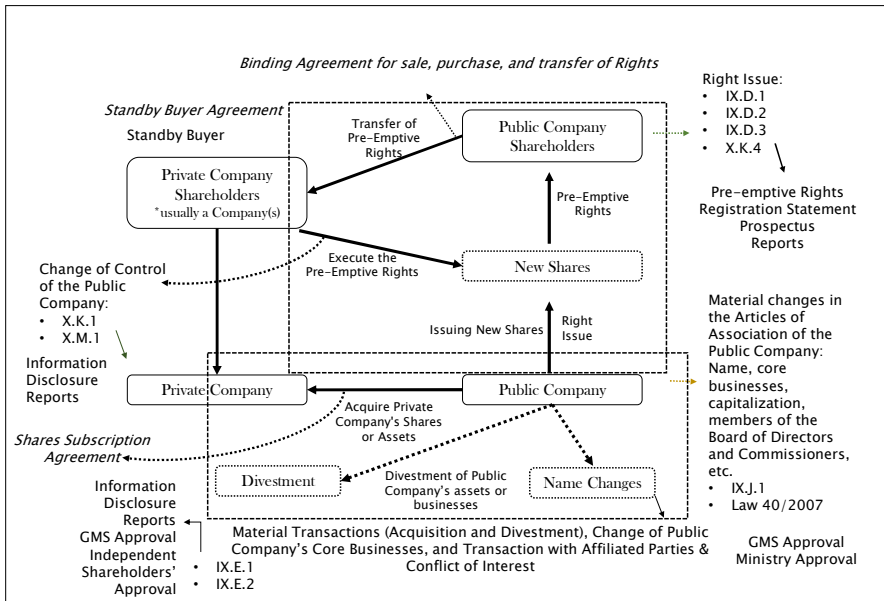 Binding Agreement for sale, purchase, and transfer of Rights
Standby Buyer Agreement
Standby Buyer
Transfer of
Pre-Emptive
Rights
Public Company
Shareholders
Right Issue:
• IX.D.1
• IX.D.2
• IX.D.3
• X.K.4
Private Company
Shareholders
*usually a Company(s)
Pre-Emptive
Rights
Pre-emptive Rights
Registration Statement
Prospectus
Reports
Execute the
Pre-Emptive Rights
New Shares
Change of Control
of the Public
Company:
• X.K.1
• X.M.1
Information
Disclosure
Reports
Issuing New Shares
Right
Issue
Material changes in
the Articles of
Association of the
Public Company:
Name, core
businesses,
capitalization,
members of the
Board of Directors
and Commissioners,
etc.
• IX.J.1
• Law 40/2007
GMS Approval
Ministry Approval
Private Company
Public Company
Acquire Private
Company's Shares
or Assets
Shares Subscription
Agreement
Divestment
Divestment of Public
Company's assets or
businesses
Name Changes
Information
Disclosure
Reports
GMS Approval
Independent
Shareholders'
Approval
• IX.E.1
• IX.E.2
Material Transactions (Acquisition and Divestment), Change of Public
Company's Core Businesses, and Transaction with Affiliated Parties &
Conflict of Interest